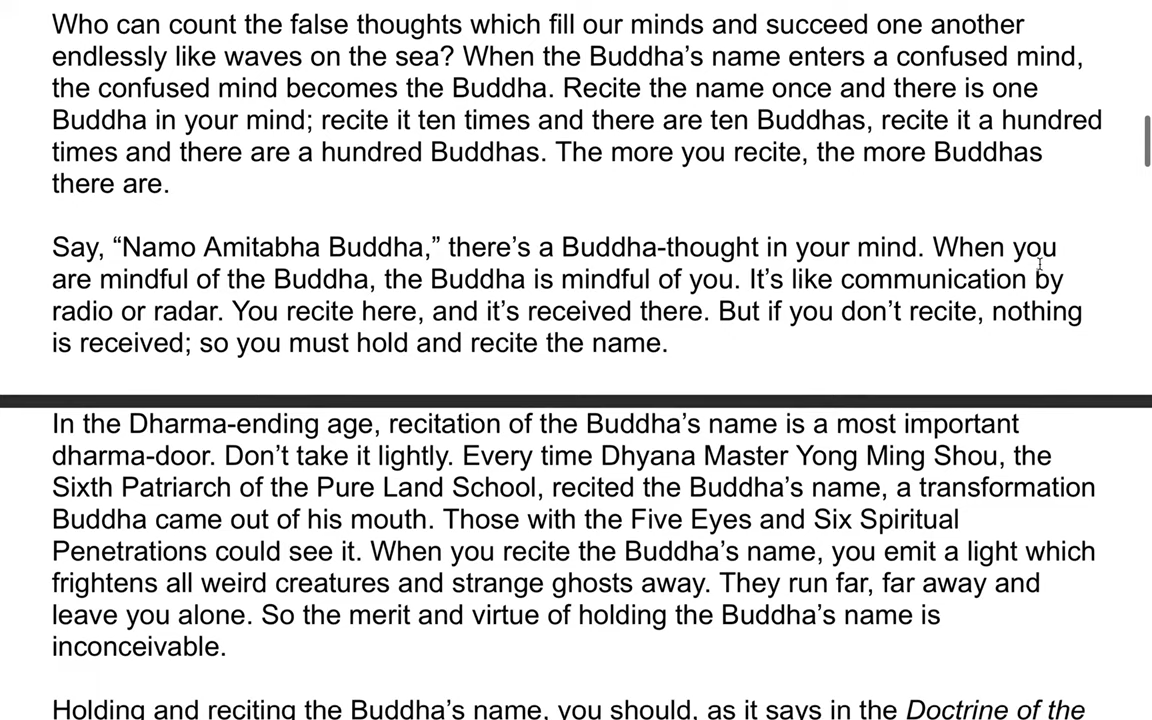 Who can count the false thoughts which fill our minds and succeed one another
endlessly like waves on the sea? When the Buddha’s name enters a confused mind,
the confused mind becomes the Buddha. Recite the name once and there is one
Buddha in your mind; recite it ten times and there are ten Buddhas, recite it a hundred
times and there are a hundred Buddhas. The more you recite, the more Buddhas
there are.
Say, “Namo Amitabha Buddha,” there’s a Buddha-thought in your mind. When you
are mindful of the Buddha, the Buddha is mindful of you. It’s like communication by
radio or radar. You recite here, and it’s received there. But if you don’t recite, nothing
is received; so you must hold and recite the name.
In the Dharma-ending age, recitation of the Buddha’s name is a most important
dharma-door. Don’t take it lightly. Every time Dhyana Master Yong Ming Shou, the
Sixth Patriarch of the Pure Land School, recited the Buddha’s name, a transformation
Buddha came out of his mouth. Those with the Five Eyes and Six Spiritual
Penetrations could see it. When you recite the Buddha’s name, you emit a light which
frightens all weird creatures and strange ghosts away. They run far, far away and
leave you alone. So the merit and virtue of holding the Buddha’s name is
inconceivable.
Holding and reciting the Buddha’s name, you should, as it says in the Doctrine of the